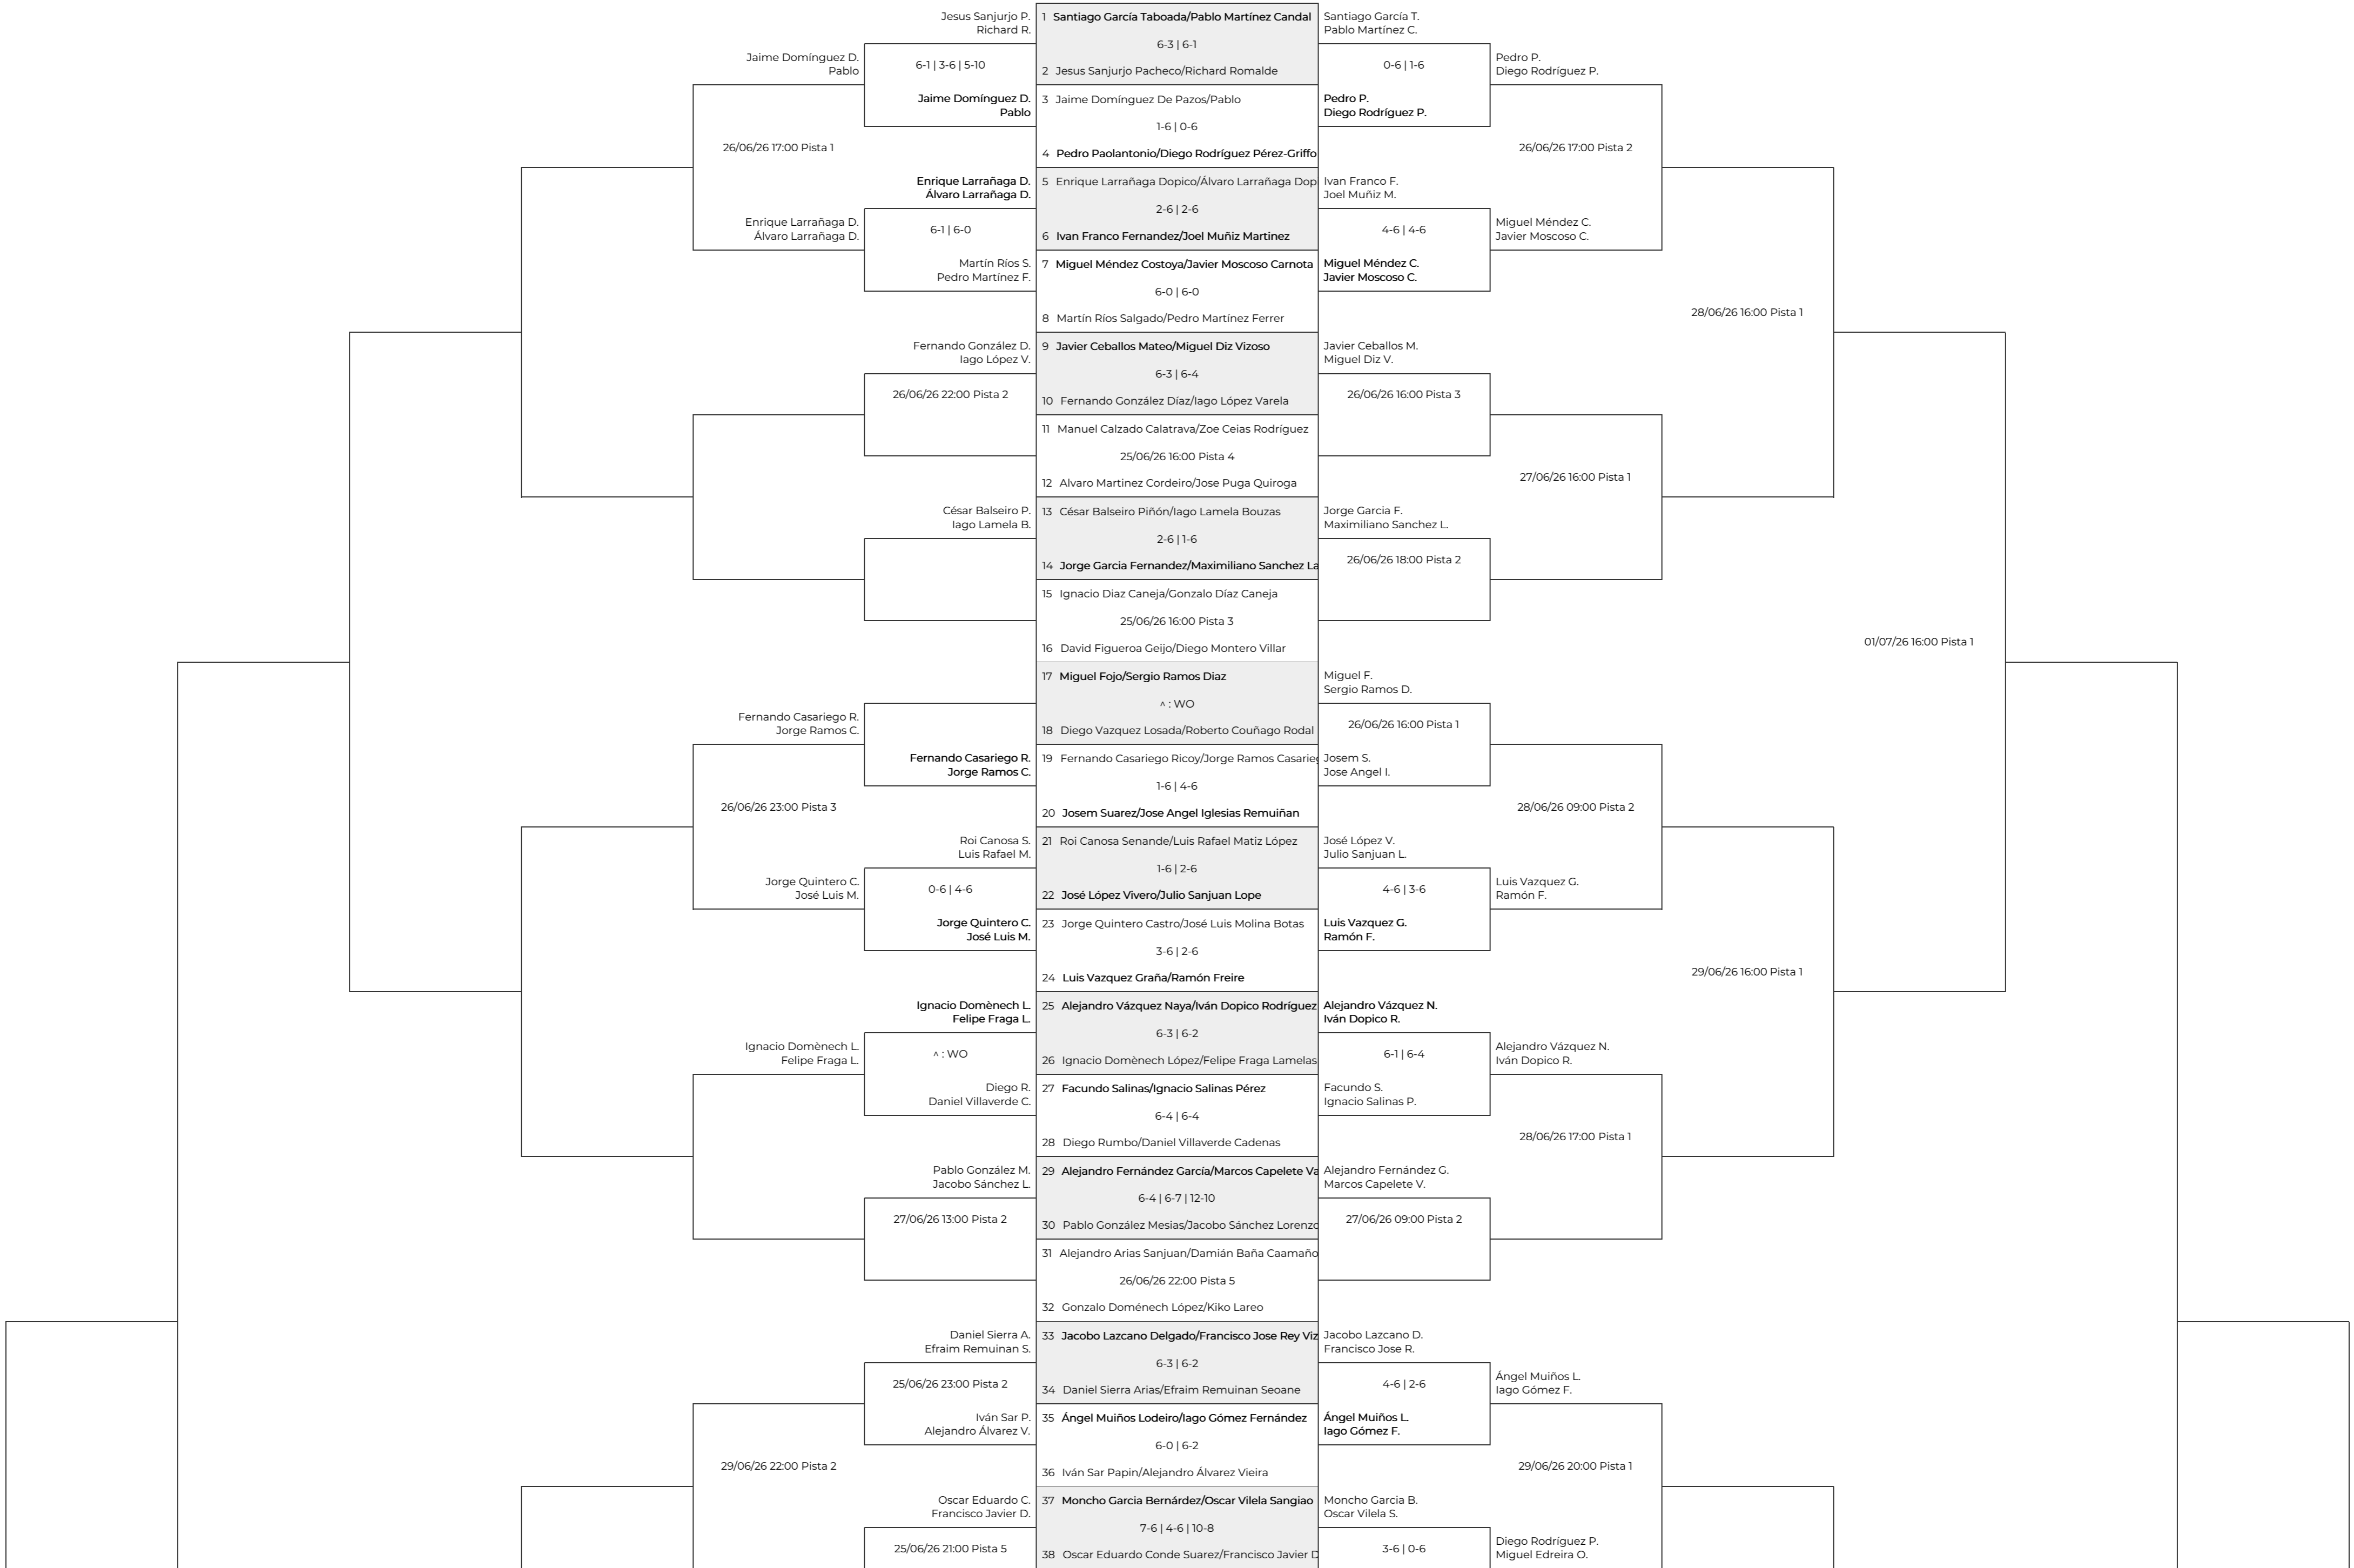 Jesus Sanjurjo P.
Richard R.
1 Santiago García Taboada/Pablo Martínez Candal
Santiago García T.
Pablo Martínez C.
6-3 | 6-1
Jaime Domínguez D.
Pablo
6-1 | 3-6 | 5-10
2 Jesus Sanjurjo Pacheco/Richard Romalde
0-6 | 1-6
Pedro P.
Diego Rodríguez P.
Jaime Domínguez D.
Pablo
3 Jaime Domínguez De Pazos/Pablo
Pedro P.
Diego Rodríguez P.
1-6 | 0-6
26/06/26 17:00 Pista 1
4 Pedro Paolantonio/Diego Rodríguez Pérez-Griffo
26/06/26 17:00 Pista 2
Enrique Larrañaga D.
Álvaro Larrañaga D.
5 Enrique Larrañaga Dopico/Álvaro Larrañaga Dop
Ivan Franco F.
Joel Muñiz M.
2-6 | 2-6
Enrique Larrañaga D.
Álvaro Larrañaga D.
6-1 | 6-0
6 Ivan Franco Fernandez/Joel Muñiz Martinez
4-6 | 4-6
Miguel Méndez C.
Javier Moscoso C.
Martín Ríos S.
Pedro Martínez F.
7 Miguel Méndez Costoya/Javier Moscoso Carnota
Miguel Méndez C.
Javier Moscoso C.
6-0 | 6-0
8 Martín Ríos Salgado/Pedro Martínez Ferrer
28/06/26 16:00 Pista 1
Fernando González D.
Iago López V.
9 Javier Ceballos Mateo/Miguel Diz Vizoso
Javier Ceballos M.
Miguel Diz V.
6-3 | 6-4
26/06/26 22:00 Pista 2
10 Fernando González Díaz/Iago López Varela
26/06/26 16:00 Pista 3
11 Manuel Calzado Calatrava/Zoe Ceias Rodríguez
25/06/26 16:00 Pista 4
12 Alvaro Martinez Cordeiro/Jose Puga Quiroga
27/06/26 16:00 Pista 1
César Balseiro P.
Iago Lamela B.
13 César Balseiro Piñón/Iago Lamela Bouzas
Jorge Garcia F.
Maximiliano Sanchez L.
2-6 | 1-6
14 Jorge Garcia Fernandez/Maximiliano Sanchez La
26/06/26 18:00 Pista 2
15 Ignacio Diaz Caneja/Gonzalo Díaz Caneja
25/06/26 16:00 Pista 3
16 David Figueroa Geijo/Diego Montero Villar
01/07/26 16:00 Pista 1
17 Miguel Fojo/Sergio Ramos Diaz
Miguel F.
Sergio Ramos D.
^ : WO
Fernando Casariego R.
Jorge Ramos C.
18 Diego Vazquez Losada/Roberto Couñago Rodal
26/06/26 16:00 Pista 1
Fernando Casariego R.
Jorge Ramos C.
19 Fernando Casariego Ricoy/Jorge Ramos Casarieg
Josem S.
Jose Angel I.
1-6 | 4-6
26/06/26 23:00 Pista 3
20 Josem Suarez/Jose Angel Iglesias Remuiñan
28/06/26 09:00 Pista 2
Roi Canosa S.
Luis Rafael M.
21 Roi Canosa Senande/Luis Rafael Matiz López
José López V.
Julio Sanjuan L.
1-6 | 2-6
Jorge Quintero C.
José Luis M.
0-6 | 4-6
22 José López Vivero/Julio Sanjuan Lope
4-6 | 3-6
Luis Vazquez G.
Ramón F.
Jorge Quintero C.
José Luis M.
23 Jorge Quintero Castro/José Luis Molina Botas
Luis Vazquez G.
Ramón F.
3-6 | 2-6
24 Luis Vazquez Graña/Ramón Freire
29/06/26 16:00 Pista 1
Ignacio Domènech L.
Felipe Fraga L.
25 Alejandro Vázquez Naya/Iván Dopico Rodríguez
Alejandro Vázquez N.
Iván Dopico R.
6-3 | 6-2
Ignacio Domènech L.
Felipe Fraga L.
^ : WO
26 Ignacio Domènech López/Felipe Fraga Lamelas
6-1 | 6-4
Alejandro Vázquez N.
Iván Dopico R.
Diego R.
Daniel Villaverde C.
27 Facundo Salinas/Ignacio Salinas Pérez
Facundo S.
Ignacio Salinas P.
6-4 | 6-4
28 Diego Rumbo/Daniel Villaverde Cadenas
28/06/26 17:00 Pista 1
Pablo González M.
Jacobo Sánchez L.
29 Alejandro Fernández García/Marcos Capelete Va
Alejandro Fernández G.
Marcos Capelete V.
6-4 | 6-7 | 12-10
27/06/26 13:00 Pista 2
30 Pablo González Mesias/Jacobo Sánchez Lorenzo
27/06/26 09:00 Pista 2
31 Alejandro Arias Sanjuan/Damián Baña Caamaño
26/06/26 22:00 Pista 5
32 Gonzalo Doménech López/Kiko Lareo
Daniel Sierra A.
Efraim Remuinan S.
33 Jacobo Lazcano Delgado/Francisco Jose Rey Viz
Jacobo Lazcano D.
Francisco Jose R.
6-3 | 6-2
25/06/26 23:00 Pista 2
34 Daniel Sierra Arias/Efraim Remuinan Seoane
4-6 | 2-6
Ángel Muiños L.
Iago Gómez F.
Iván Sar P.
Alejandro Álvarez V.
35 Ángel Muiños Lodeiro/Iago Gómez Fernández
Ángel Muiños L.
Iago Gómez F.
6-0 | 6-2
29/06/26 22:00 Pista 2
36 Iván Sar Papin/Alejandro Álvarez Vieira
29/06/26 20:00 Pista 1
Oscar Eduardo C.
Francisco Javier D.
37 Moncho Garcia Bernárdez/Oscar Vilela Sangiao
Moncho Garcia B.
Oscar Vilela S.
7-6 | 4-6 | 10-8
25/06/26 21:00 Pista 5
38 Oscar Eduardo Conde Suarez/Francisco Javier D
3-6 | 0-6
Diego Rodríguez P.
Miguel Edreira O.